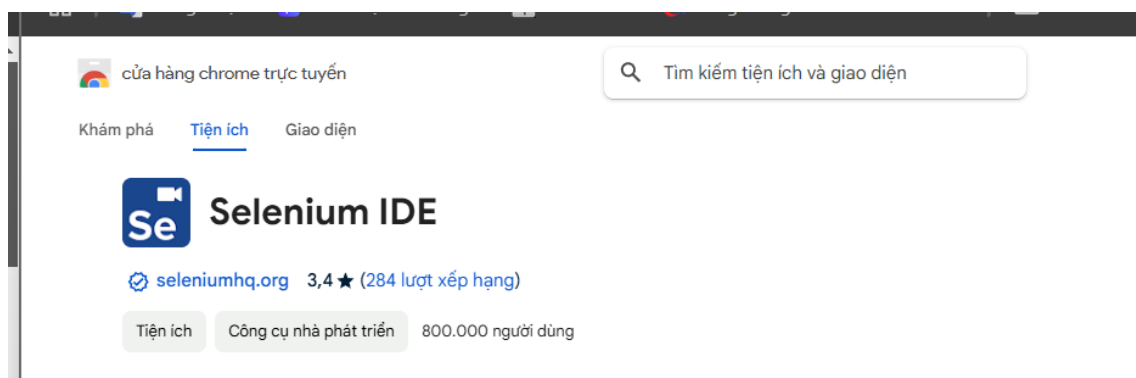 cửa hàng chrome trực tuyến
Tìm kiếm tiện ích và giao diện
Khám phá Tiện ích Giao diện
Se Selenium IDE
seleniumhq.org 3,4 ★ (284 lượt xếp hạng)
Tiện ích Công cụ nhà phát triển 800.000 người dùng